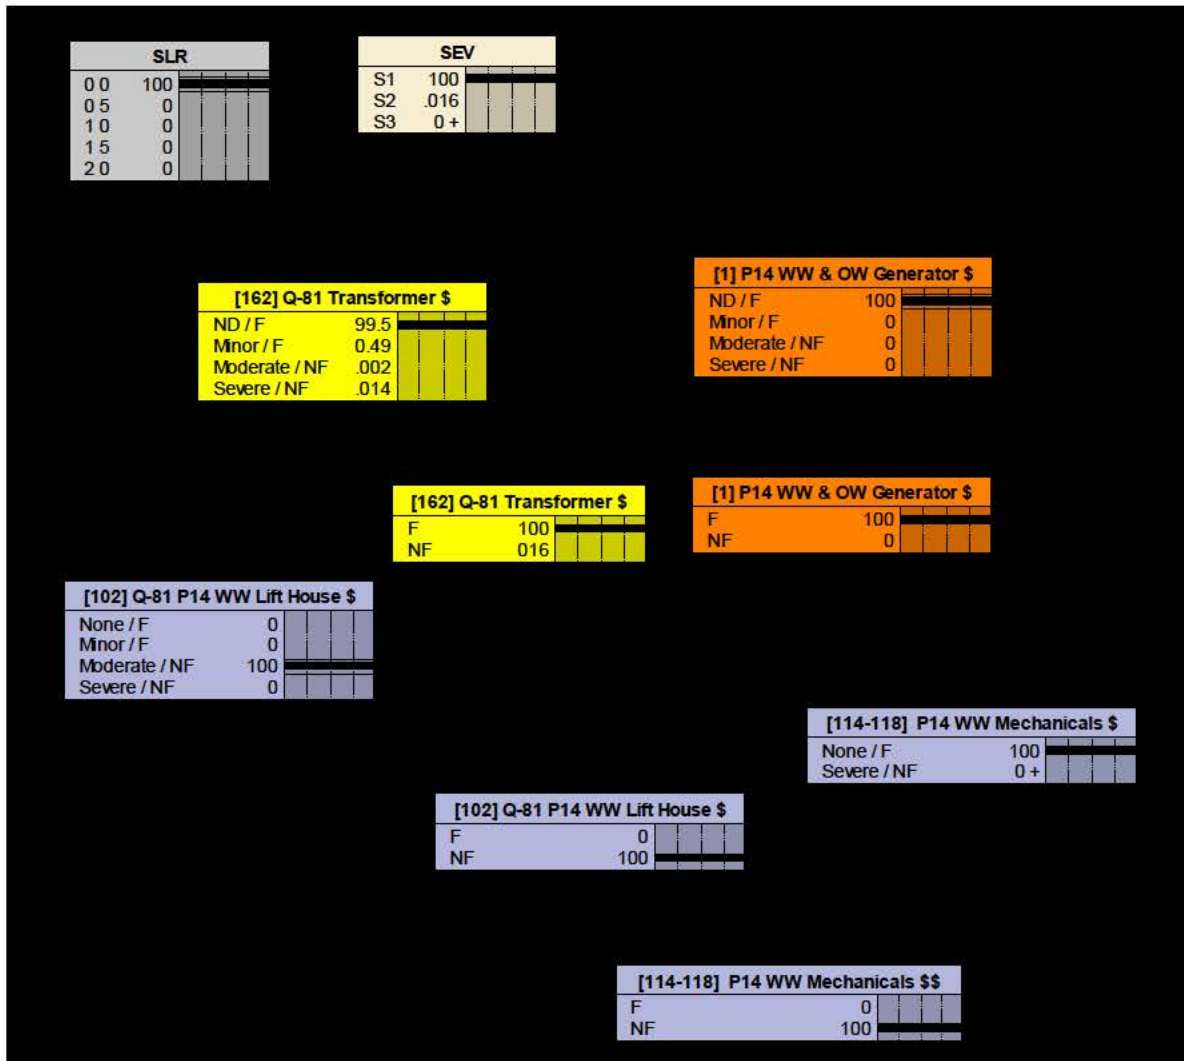 SLR
0 0 100
0 5 0
1 0 0
1 5 0
2 0 0
SEV
S1 100
S2 .016
S3 0 +
[162] Q-81 Transformer $
ND / F 99.5
Minor / F 0.49
Moderate / NF .002
Severe / NF .014
[1] P14 WW & OW Generator $
ND / F 100
Minor / F 0
Moderate / NF 0
Severe / NF 0
[162] Q-81 Transformer $
F 100
NF 016
[1] P14 WW & OW Generator $
F 100
NF 0
[102] Q-81 P14 WW Lift House $
None / F 0
Minor / F 0
Moderate / NF 100
Severe / NF 0
[114-118] P14 WW Mechanicals $
None / F 100
Severe / NF 0 +
[102] Q-81 P14 WW Lift House $
F 0
NF 100
[114-118] P14 WW Mechanicals $$
F 0
NF 100